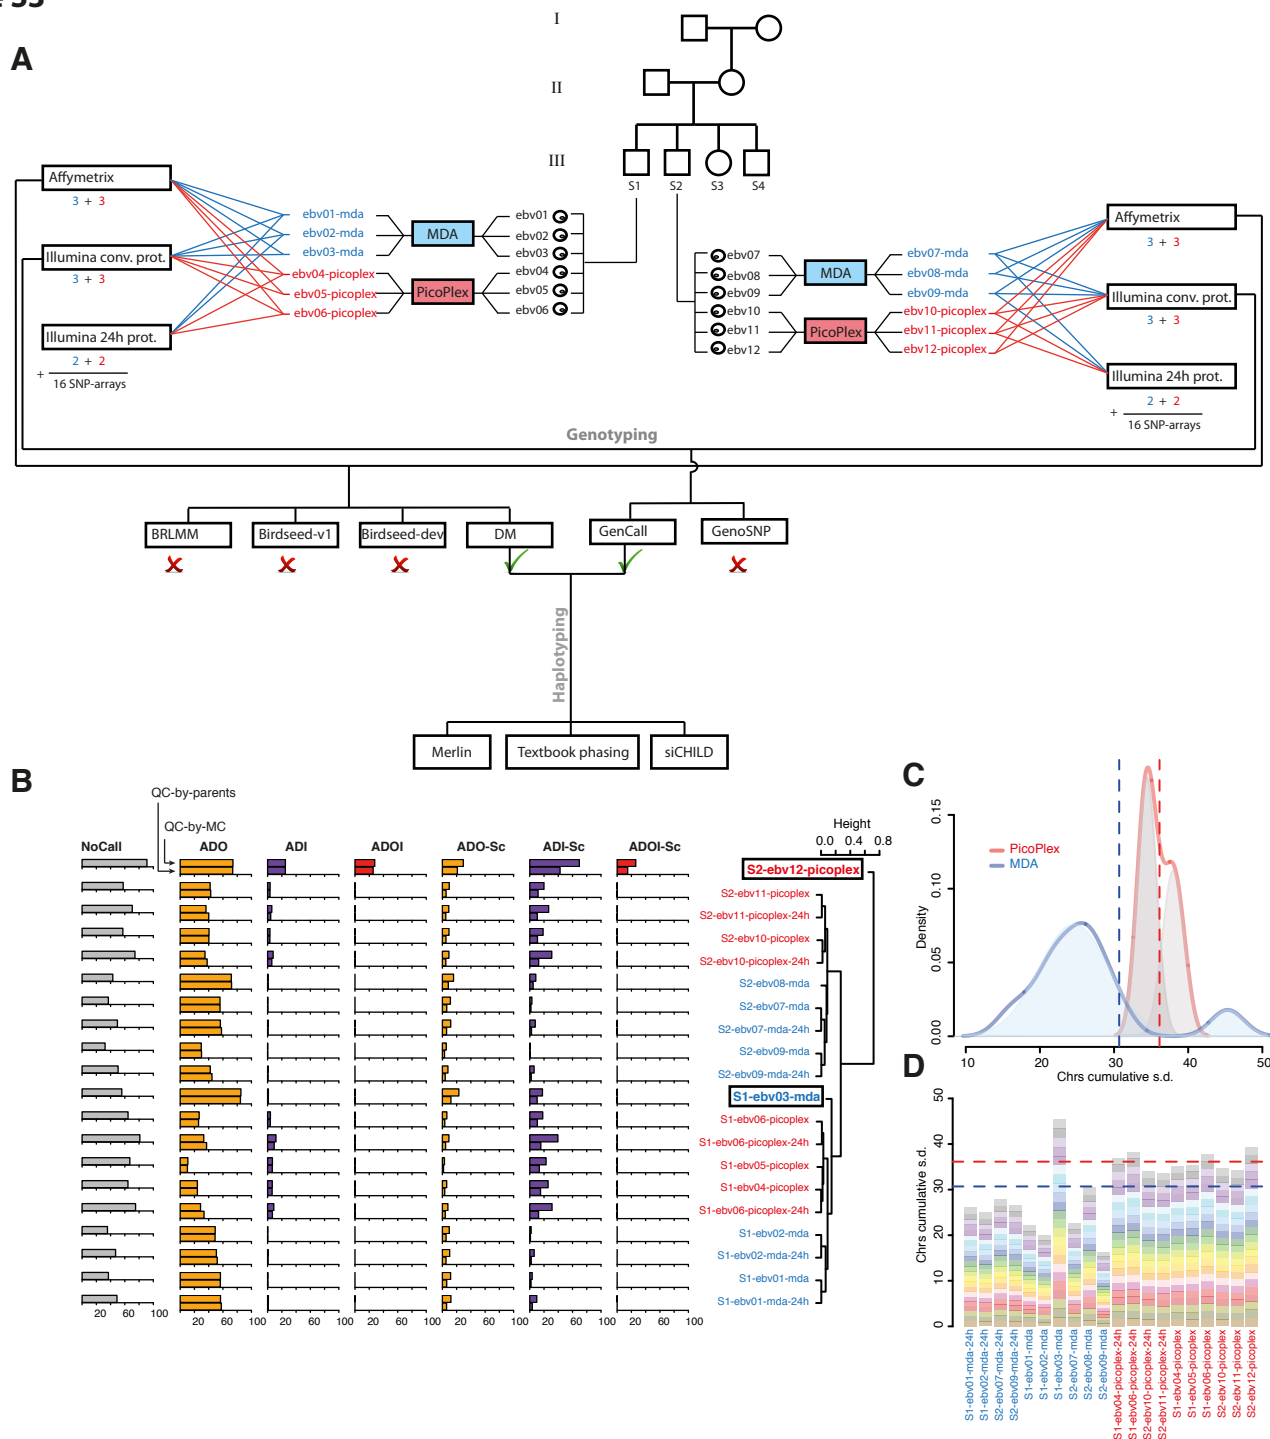 A
I
II
III
S1 S2 S3 S4
Affymetrix
3 + 3
Illumina conv. prot.
3 + 3
Illumina 24h prot.
2 + 2
+ 16 SNP-arrays
ebv01-mda
ebv02-mda
ebv03-mda
ebv04-picoplex
ebv05-picoplex
ebv06-picoplex
MDA
PicoPlex
ebv01
ebv02
ebv03
ebv04
ebv05
ebv06
ebv07
ebv08
ebv09
ebv10
ebv11
ebv12
MDA
PicoPlex
ebv07-mda
ebv08-mda
ebv09-mda
ebv10-picoplex
ebv11-picoplex
ebv12-picoplex
Affymetrix
3 + 3
Illumina conv. prot.
3 + 3
Illumina 24h prot.
2 + 2
+ 16 SNP-arrays
Genotyping
BRLMM
Birdseed-v1
Birdseed-dev
DM
GenCall
GenoSNP
Haplotyping
Merlin
Textbook phasing
siCHILD
B
QC-by-parents
QC-by-MC
NoCall ADO ADI ADOI ADO-Sc ADI-Sc ADOI-Sc
Height
0.0 0.4 0.8
S2-ebv12-picoplex
S2-ebv11-picoplex
S2-ebv11-picoplex-24h
S2-ebv10-picoplex
S2-ebv10-picoplex-24h
S2-ebv08-mda
S2-ebv07-mda
S2-ebv07-mda-24h
S2-ebv09-mda
S2-ebv09-mda-24h
S1-ebv03-mda
S1-ebv06-picoplex
S1-ebv06-picoplex-24h
S1-ebv05-picoplex
S1-ebv04-picoplex
S1-ebv06-picoplex-24h
S1-ebv02-mda
S1-ebv02-mda-24h
S1-ebv01-mda
S1-ebv01-mda-24h
20 60 100
20 60 100
20 60 100
20 60 100
20 60 100
20 60 100
20 60 100
C
PicoPlex
MDA
Density
0.00 0.05 0.10 0.15
10 20 30 40 50
Chrs cumulative s.d.
D
Chrs cumulative s.d.
0 10 20 30 40 50
S1-ebv01-mda-24h
S1-ebv02-mda-24h
S2-ebv07-mda-24h
S2-ebv09-mda-24h
S1-ebv01-mda
S1-ebv02-mda
S1-ebv03-mda
S2-ebv07-mda
S2-ebv08-mda
S2-ebv09-mda
S1-ebv04-picoplex-24h
S1-ebv06-picoplex-24h
S2-ebv10-picoplex-24h
S2-ebv11-picoplex-24h
S1-ebv04-picoplex
S1-ebv05-picoplex
S1-ebv06-picoplex
S2-ebv10-picoplex
S2-ebv11-picoplex
S2-ebv12-picoplex